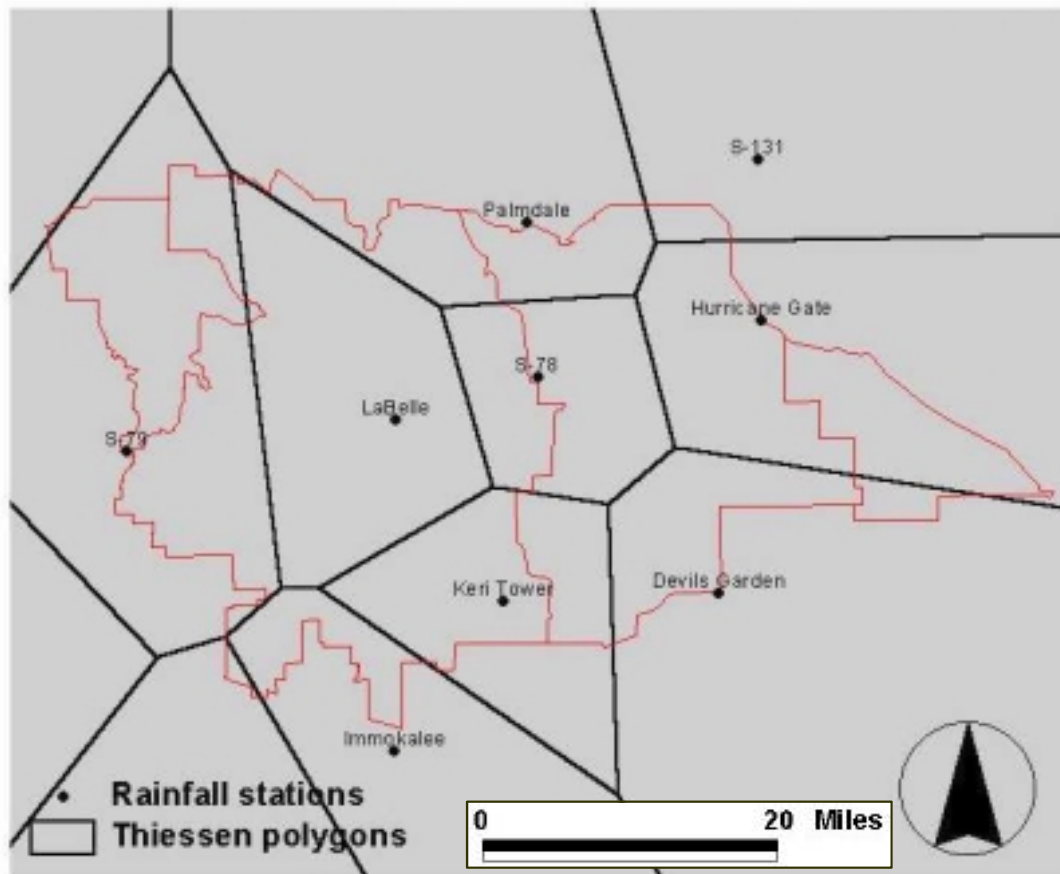 S-131
Palmdale
Hurricane Gate
S-78
LaBelle
S-79
Keri Tower
Devils Garden
Immokalee
Rainfall stations
Thiessen polygons
0 20 Miles